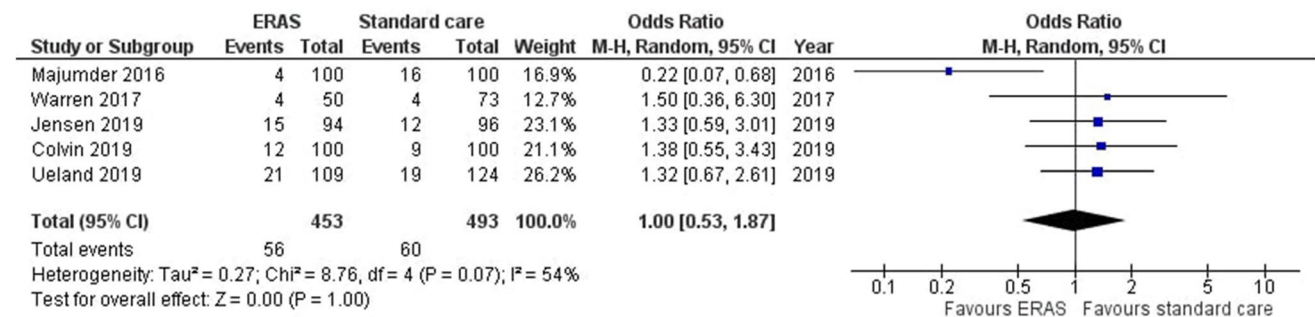 ERAS Standard care Odds Ratio Odds Ratio
Study or Subgroup Events Total Events Total Weight M-H, Random, 95% CI Year M-H, Random, 95% CI
Majumder 2016 4 100 16 100 16.9% 0.22 [0.07, 0.68] 2016
Warren 2017 4 50 4 73 12.7% 1.50 [0.36, 6.30] 2017
Jensen 2019 15 94 12 96 23.1% 1.33 [0.59, 3.01] 2019
Colvin 2019 12 100 9 100 21.1% 1.38 [0.55, 3.43] 2019
Ueland 2019 21 109 19 124 26.2% 1.32 [0.67, 2.61] 2019
Total (95% CI) 453 493 100.0% 1.00 [0.53, 1.87]
Total events 56 60
Heterogeneity: Tau² = 0.27; Chi² = 8.76, df = 4 (P = 0.07); I² = 54%
Test for overall effect: Z = 0.00 (P = 1.00)
0.1 0.2 0.5 1 2 5 10
Favours ERAS Favours standard care